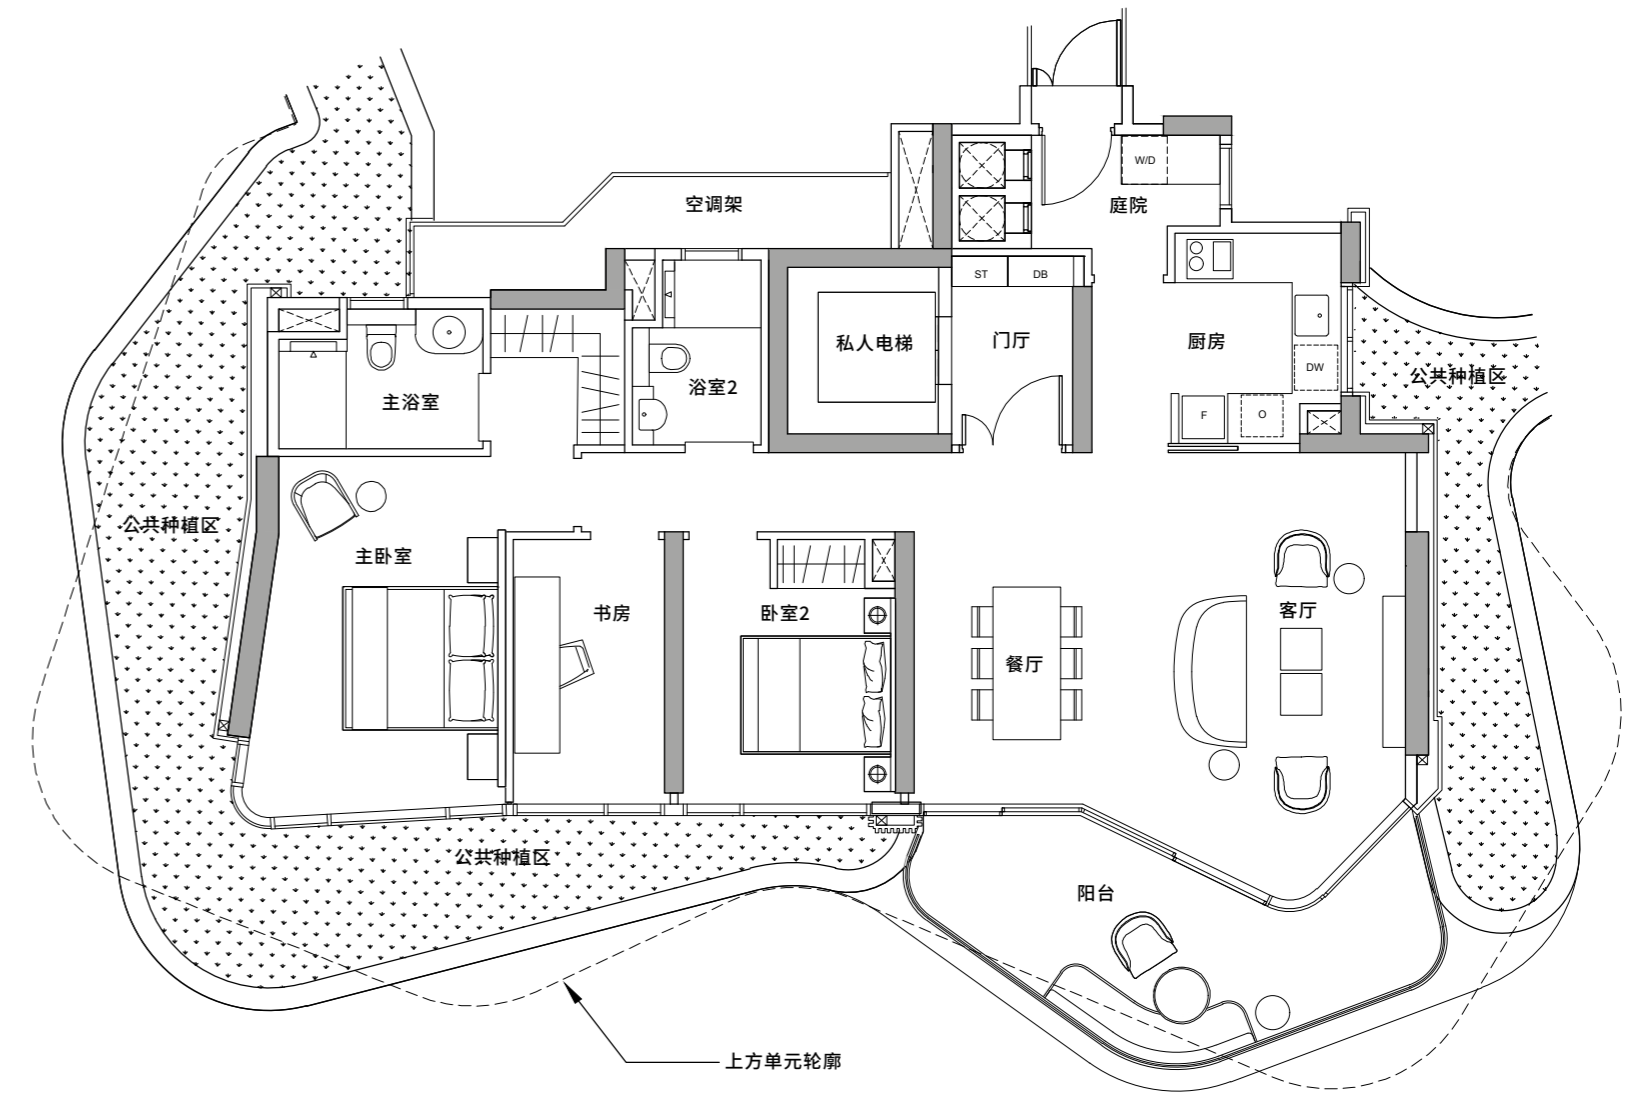 W/D
空调架
庭院
ST
DB
私人电梯
门厅
厨房
DW
公共种植区
浴室2
主浴室
F
O
公共种植区
主卧室
书房
卧室2
客厅
餐厅
公共种植区
阳台
上方单元轮廓